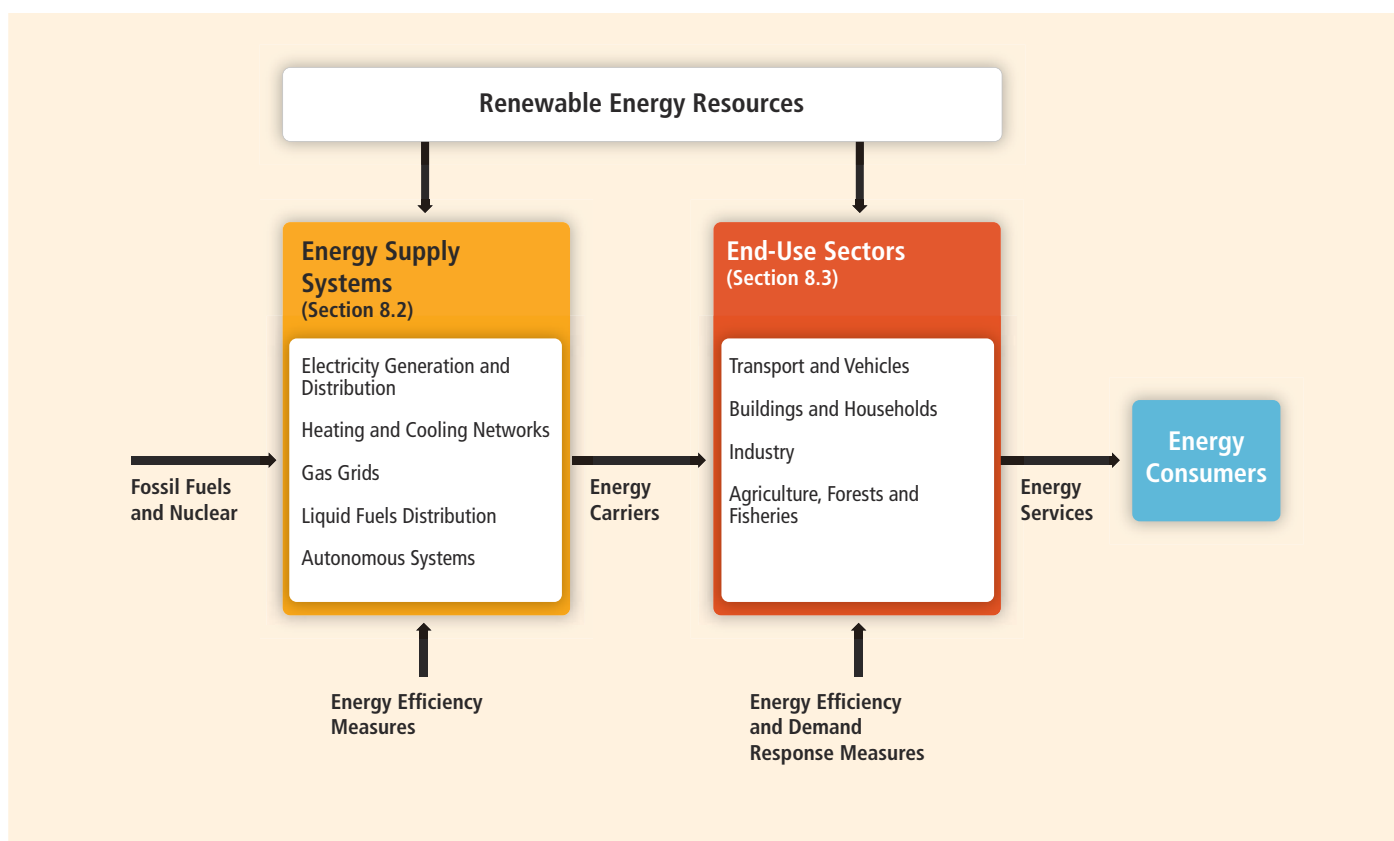 Renewable Energy Resources
Energy Supply
Systems
(Section 8.2)
Electricity Generation and
Distribution
Heating and Cooling Networks
Gas Grids
Liquid Fuels Distribution
Autonomous Systems
End-Use Sectors
(Section 8.3)
Transport and Vehicles
Buildings and Households
Industry
Agriculture, Forests and
Fisheries
Fossil Fuels
and Nuclear
Energy
Carriers
Energy
Services
Energy
Consumers
Energy Efficiency
Measures
Energy Efficiency
and Demand
Response Measures